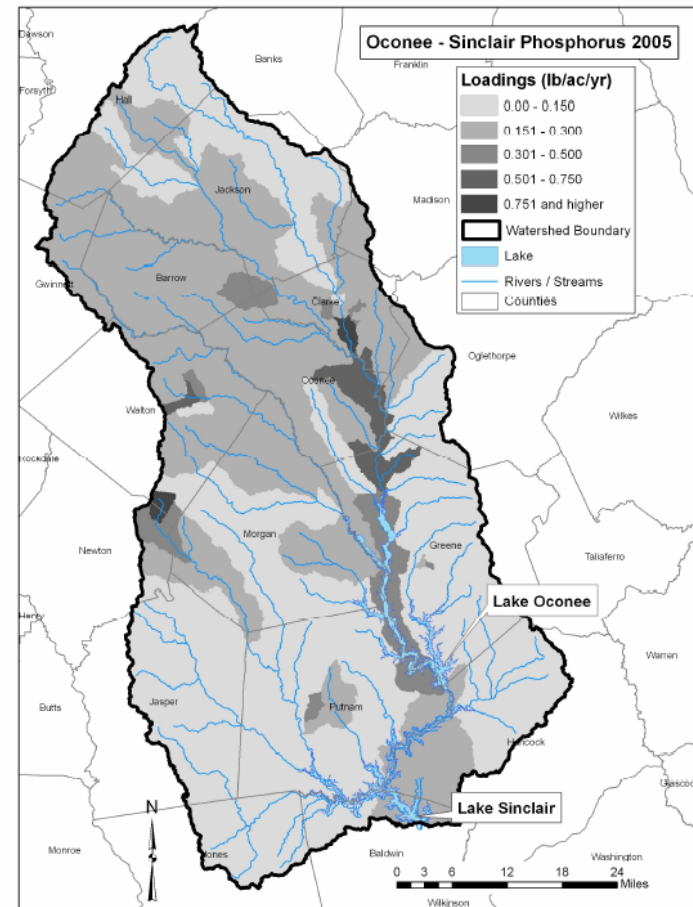 Oconee - Sinclair Phosphorus 2005
Loadings (lb/ac/yr)
0.00 - 0.150
0.151 - 0.300
0.301 - 0.500
0.501 - 0.750
0.751 and higher
Watershed Boundary
Lake
Rivers / Streams
Counties
Dawson
Banks
Franklin
Forsyth
Hall
Jackson
Madison
Gwinnett
Barrow
Clarke
Oglethorpe
Oconee
Walton
Wilkes
Rockdale
Newton
Morgan
Greene
Taliaferro
Lake Oconee
Henry
Warren
Butts
Jasper
Putnam
Hancock
Glascock
N
Lake Sinclair
Monroe
Jones
Baldwin
Washington
Wilkinson
0 3 6 12 18 24
Miles